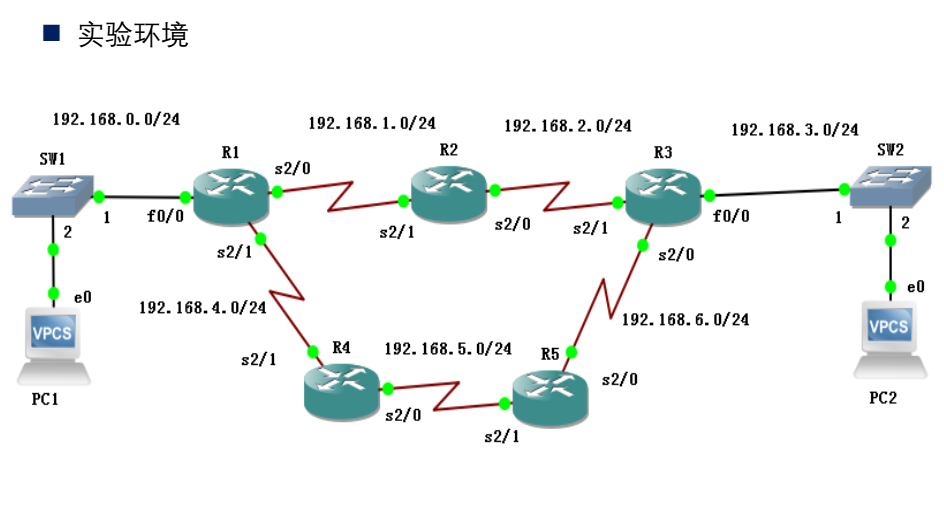 实验环境
192.168.0.0/24
192.168.1.0/24
192.168.2.0/24
192.168.3.0/24
SW1
R1
R2
R3
SW2
s2/0
1
f0/0
s2/1
s2/0
s2/1
f0/0
1
2
2
s2/1
s2/0
e0
e0
192.168.4.0/24
192.168.6.0/24
VPCS
VPCS
R4
192.168.5.0/24
R5
s2/1
s2/0
s2/0
s2/1
PC1
PC2